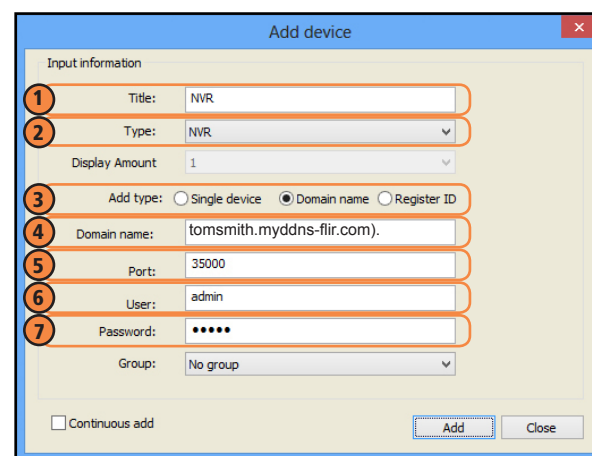 Add device
Input information
1 Title: NVR
2 Type: NVR
Display Amount 1
3 Add type: Single device Domain name Register ID
4 Domain name: tomsmith.myddns-flir.com).
5 Port: 35000
6 User: admin
7 Password: •••••
Group: No group
Continuous add Add Close